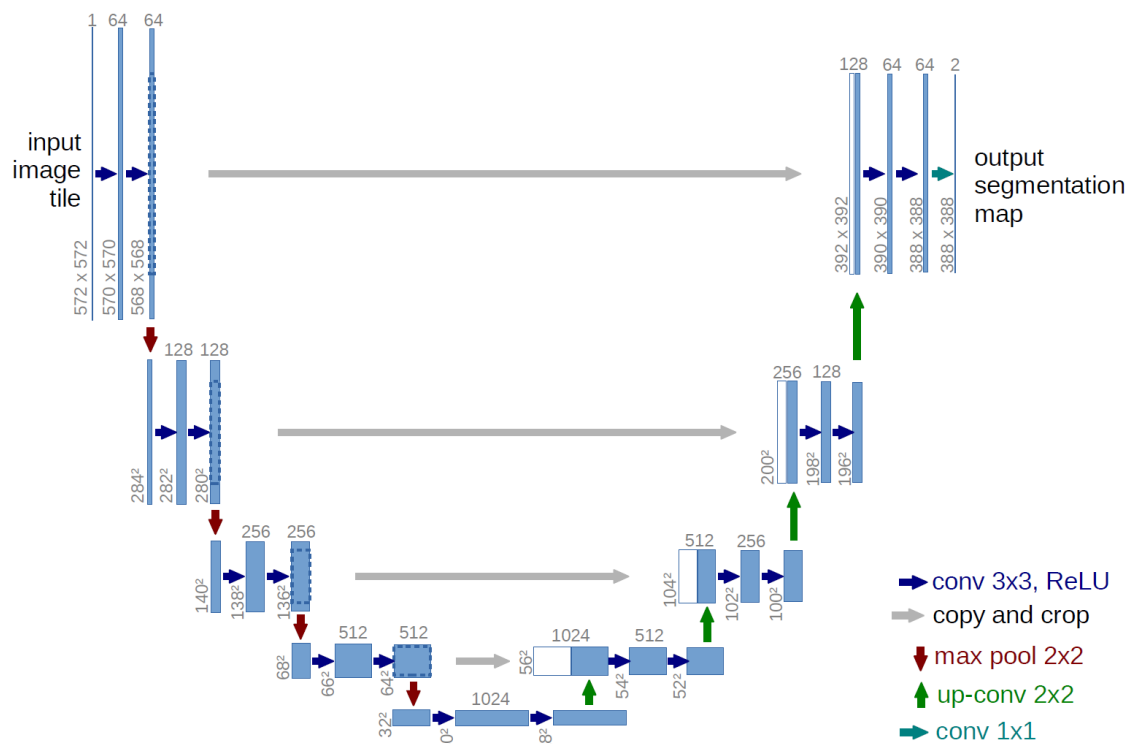 1 64 64
input
image
tile
572 x 572
570 x 570
568 x 568
128 64 64 2
output
segmentation
map
392 x 392
390 x 390
388 x 388
388 x 388
128 128
284²
282²
280²
256 128
200²
198²
196²
256 256
140²
138²
136²
512 256
104²
102²
100²
512 512
68²
66²
64²
1024 512
56²
54²
52²
1024
32²
0²
8²
conv 3x3, ReLU
copy and crop
max pool 2x2
up-conv 2x2
conv 1x1